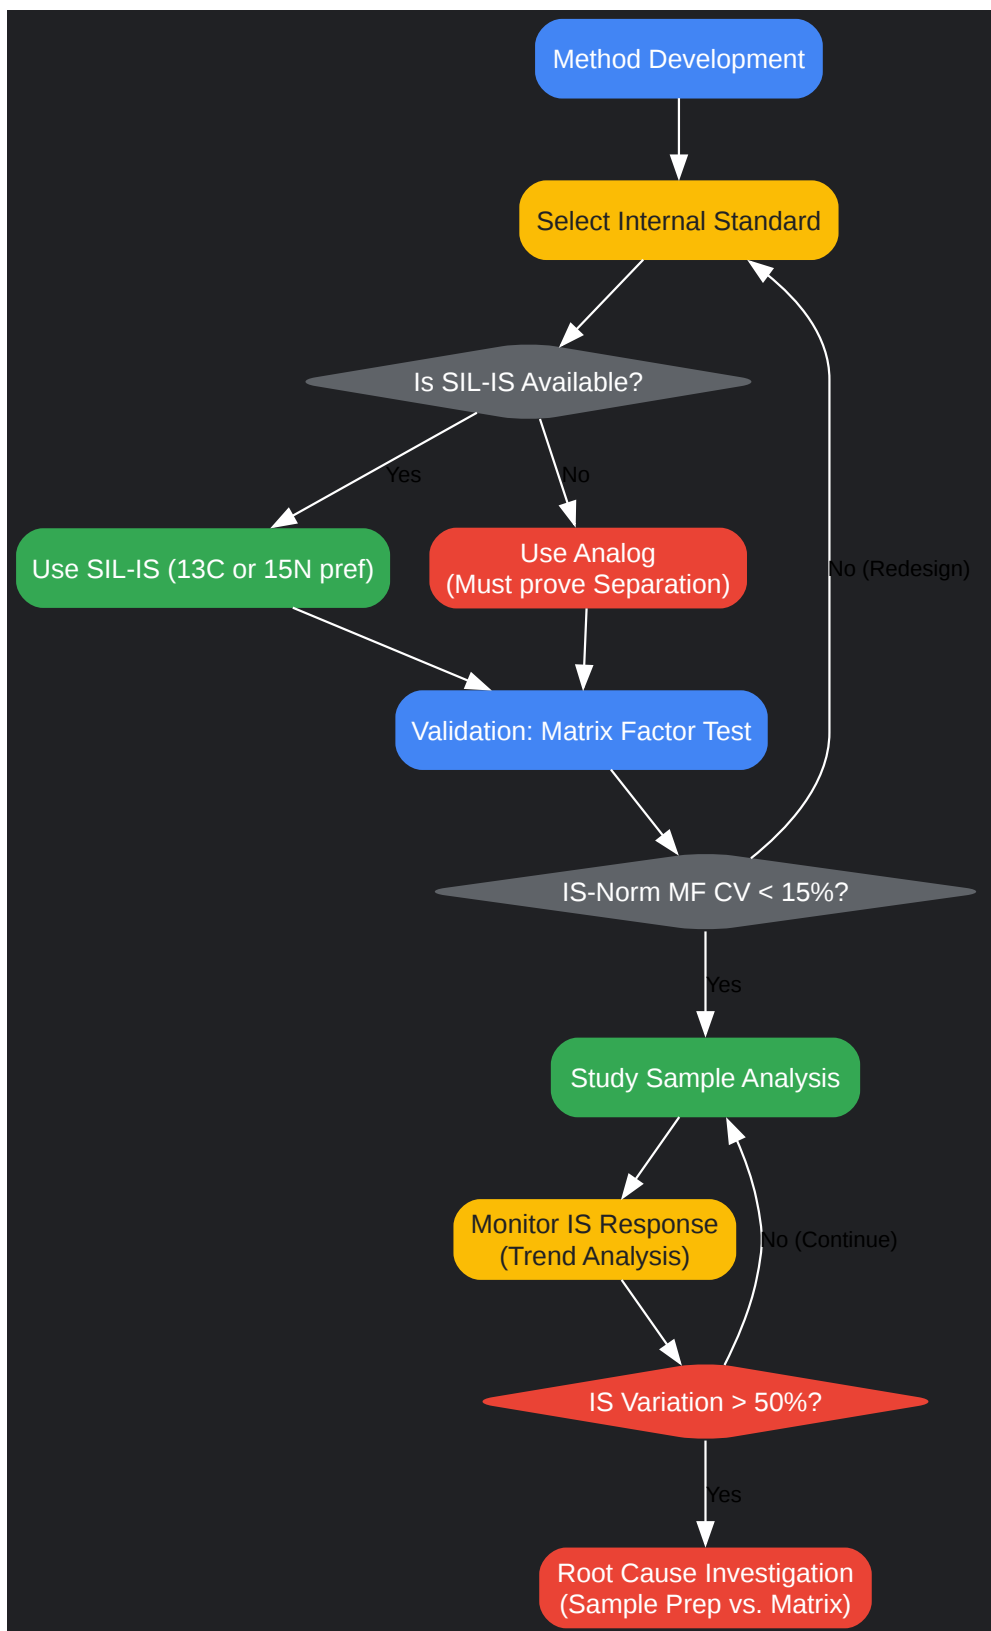 Method Development
Select Internal Standard
Is SIL-IS Available?
Yes
No
Use SIL-IS (13C or 15N pref)
Use Analog
(Must prove Separation)
No (Redesign)
Validation: Matrix Factor Test
IS-Norm MF CV < 15%?
Yes
Study Sample Analysis
Monitor IS Response
(Trend Analysis)
No (Continue)
IS Variation > 50%?
Yes
Root Cause Investigation
(Sample Prep vs. Matrix)